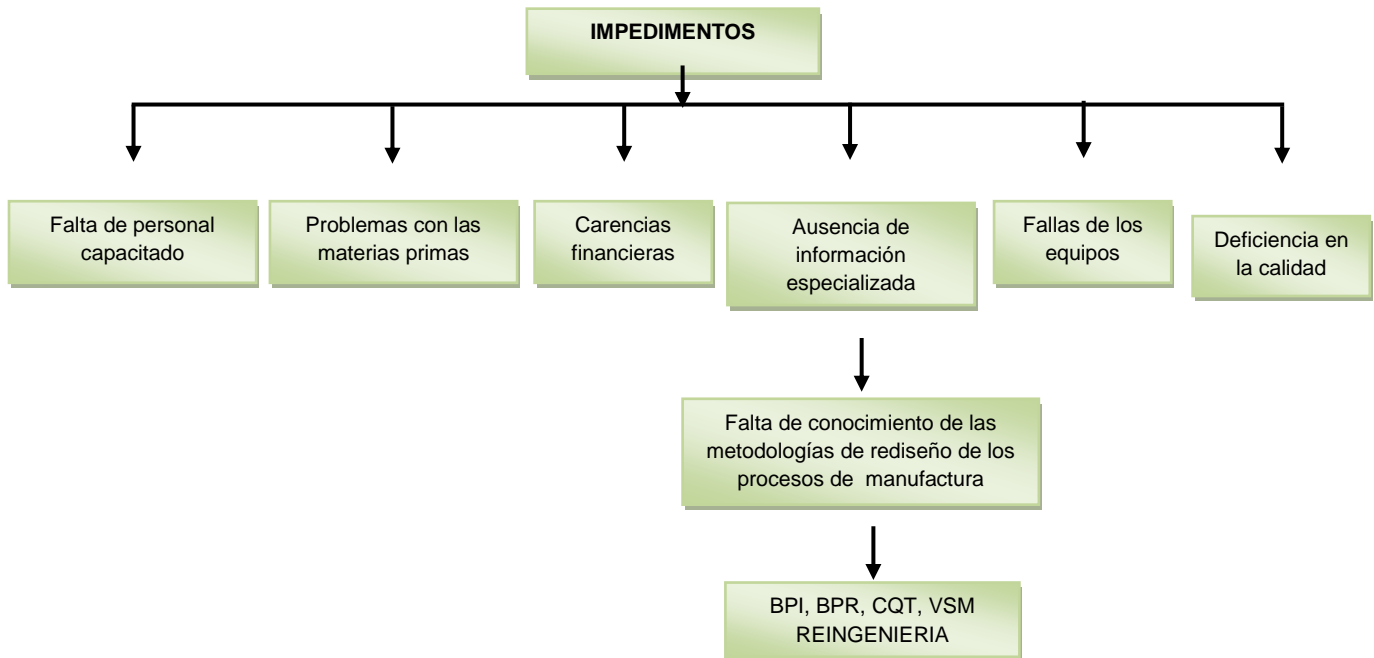 IMPEDIMENTOS
Falta de personal
capacitado
Problemas con las
materias primas
Carencias
financieras
Ausencia de
información
especializada
Fallas de los
equipos
Deficiencia en
la calidad
Falta de conocimiento de las
metodologías de rediseño de los
procesos de  manufactura
BPI, BPR, CQT, VSM
REINGENIERIA